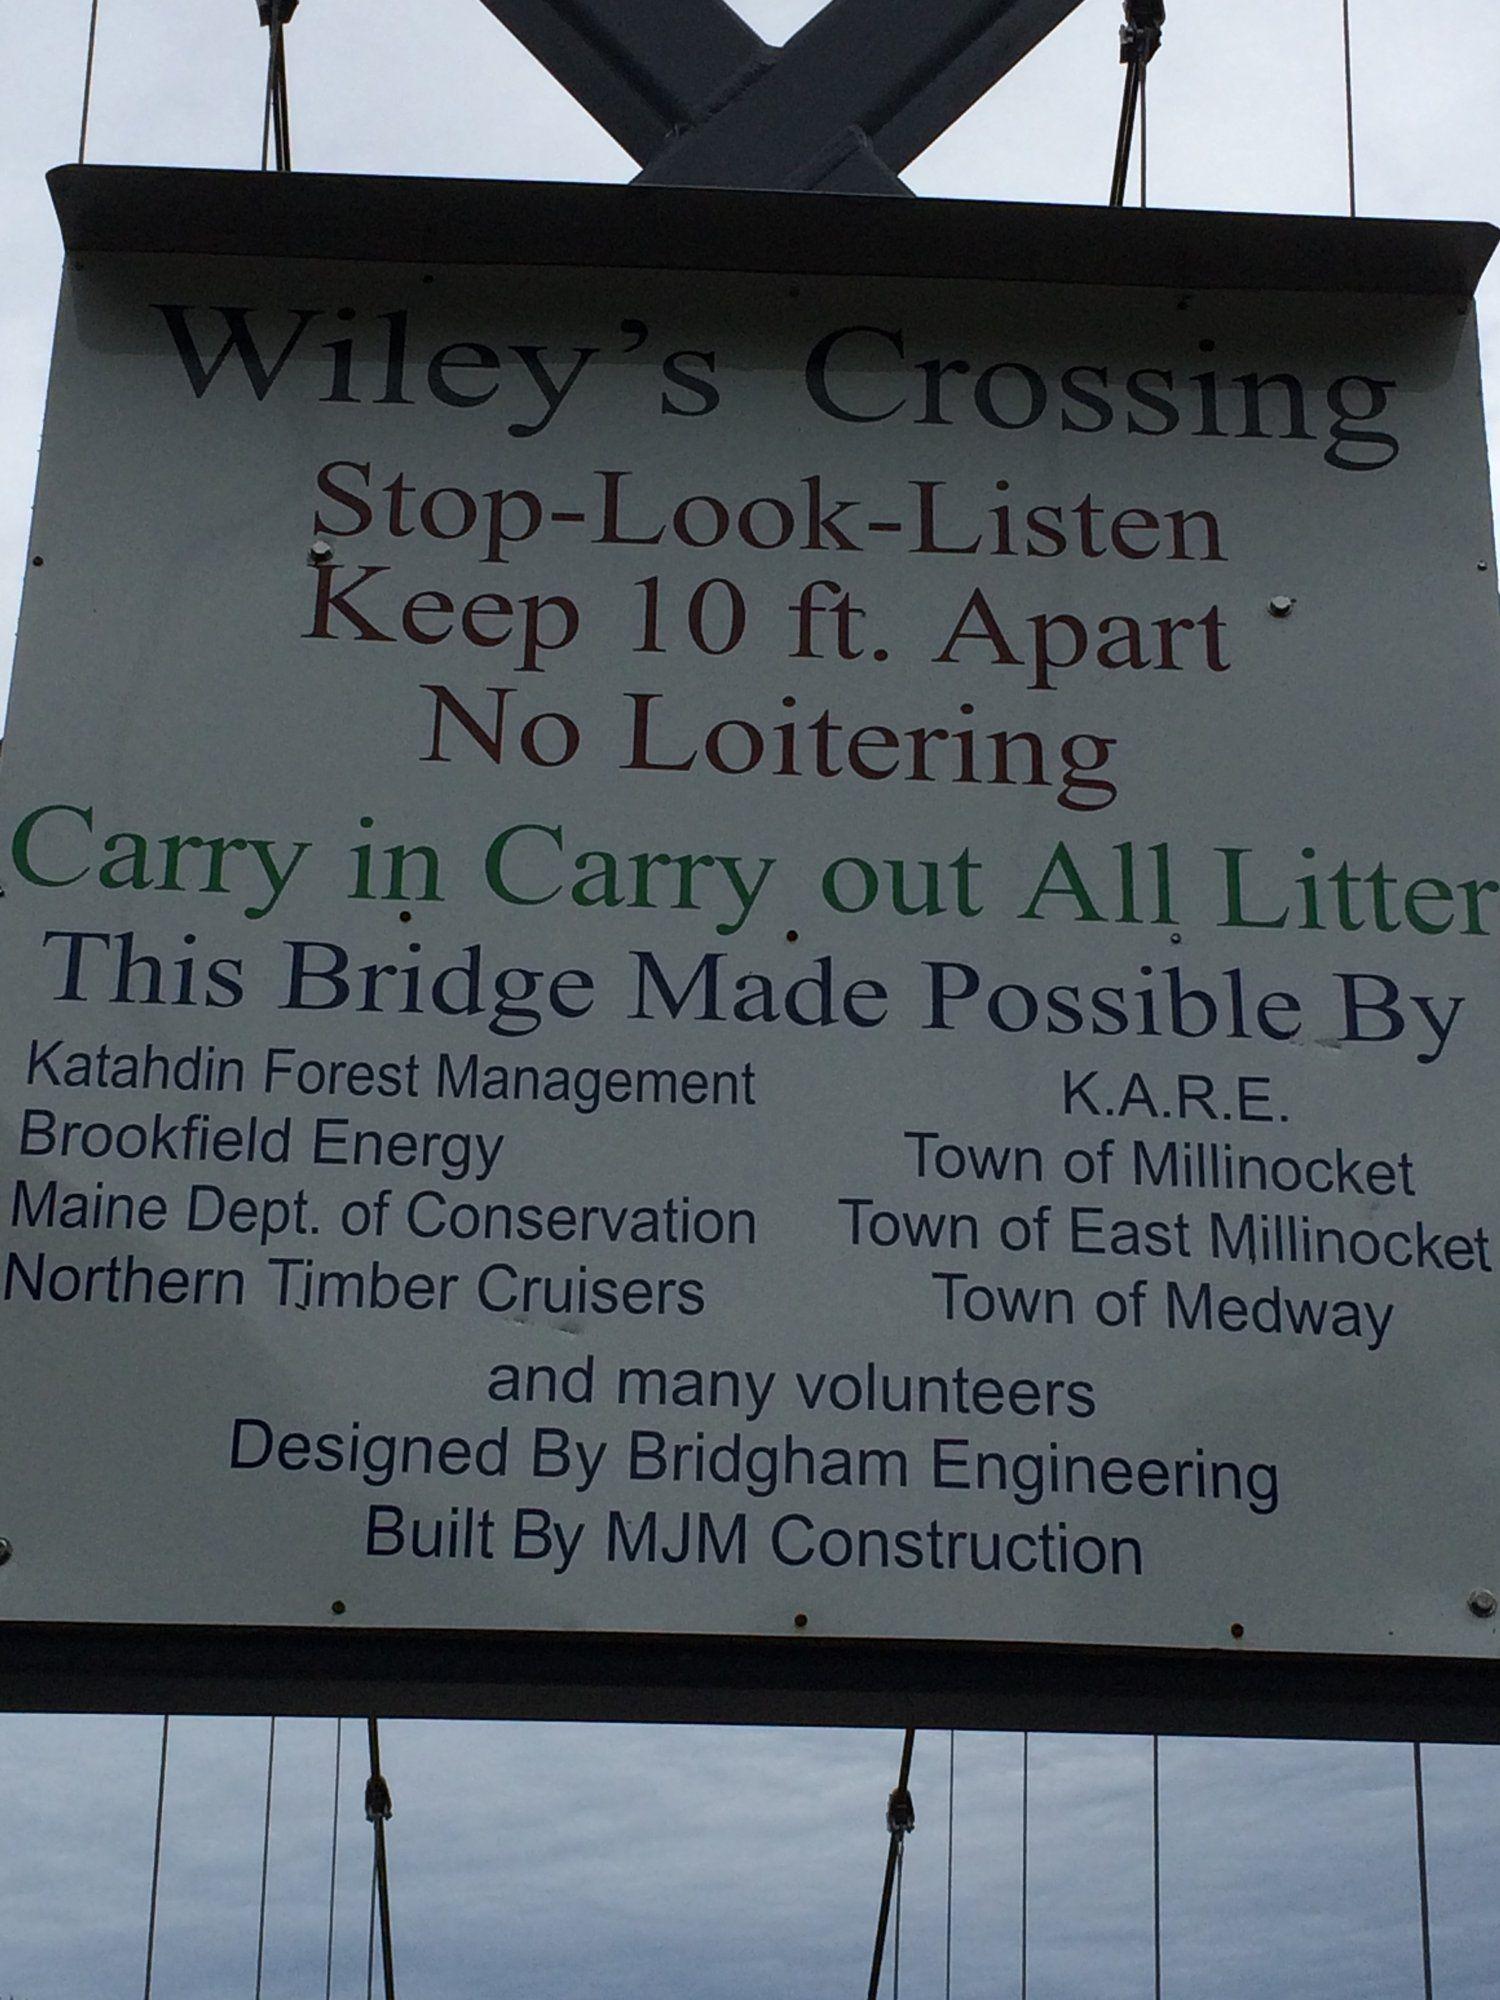 Wiley's Crossing
Stop-Look-Listen
Keep 10 ft. Apart
No Loitering
Carry in Carry out All Litter
This Bridge Made Possible By
Katahdin Forest Management
Brookfield Energy
Maine Dept. of Conservation
Northern Timber Cruisers
K.A.R.E.
Town of Millinocket
Town of East Millinocket
Town of Medway
and many volunteers
Designed By Bridgham Engineering
Built By MJM Construction